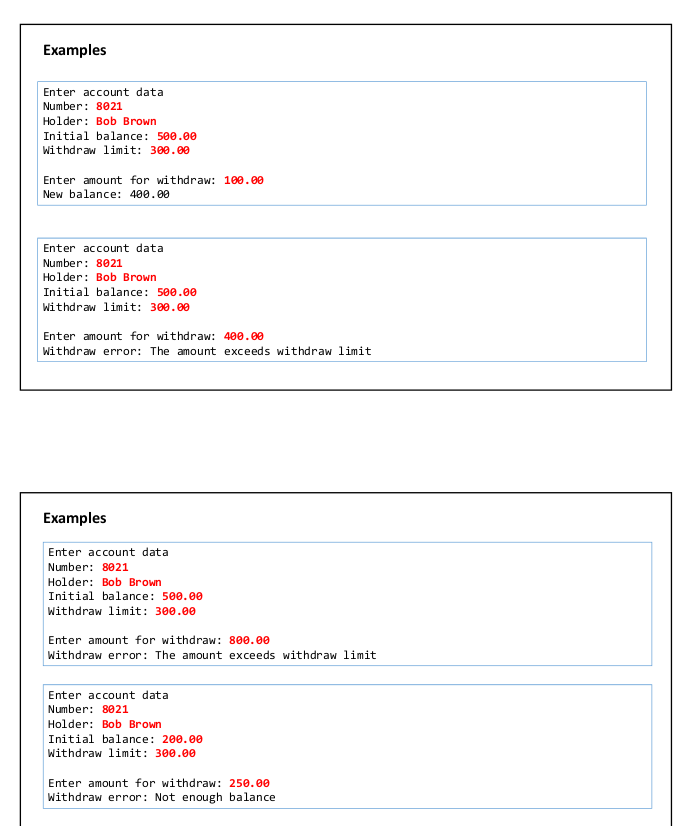 Examples
Enter account data
Number: 8021
Holder: Bob Brown
Initial balance: 500.00
Withdraw limit: 300.00
Enter amount for withdraw: 100.00
New balance: 400.00
Enter account data
Number: 8021
Holder: Bob Brown
Initial balance: 500.00
Withdraw limit: 300.00
Enter amount for withdraw: 400.00
Withdraw error: The amount exceeds withdraw limit
Examples
Enter account data
Number: 8021
Holder: Bob Brown
Initial balance: 500.00
Withdraw limit: 300.00
Enter amount for withdraw: 800.00
Withdraw error: The amount exceeds withdraw limit
Enter account data
Number: 8021
Holder: Bob Brown
Initial balance: 200.00
Withdraw limit: 300.00
Enter amount for withdraw: 250.00
Withdraw error: Not enough balance